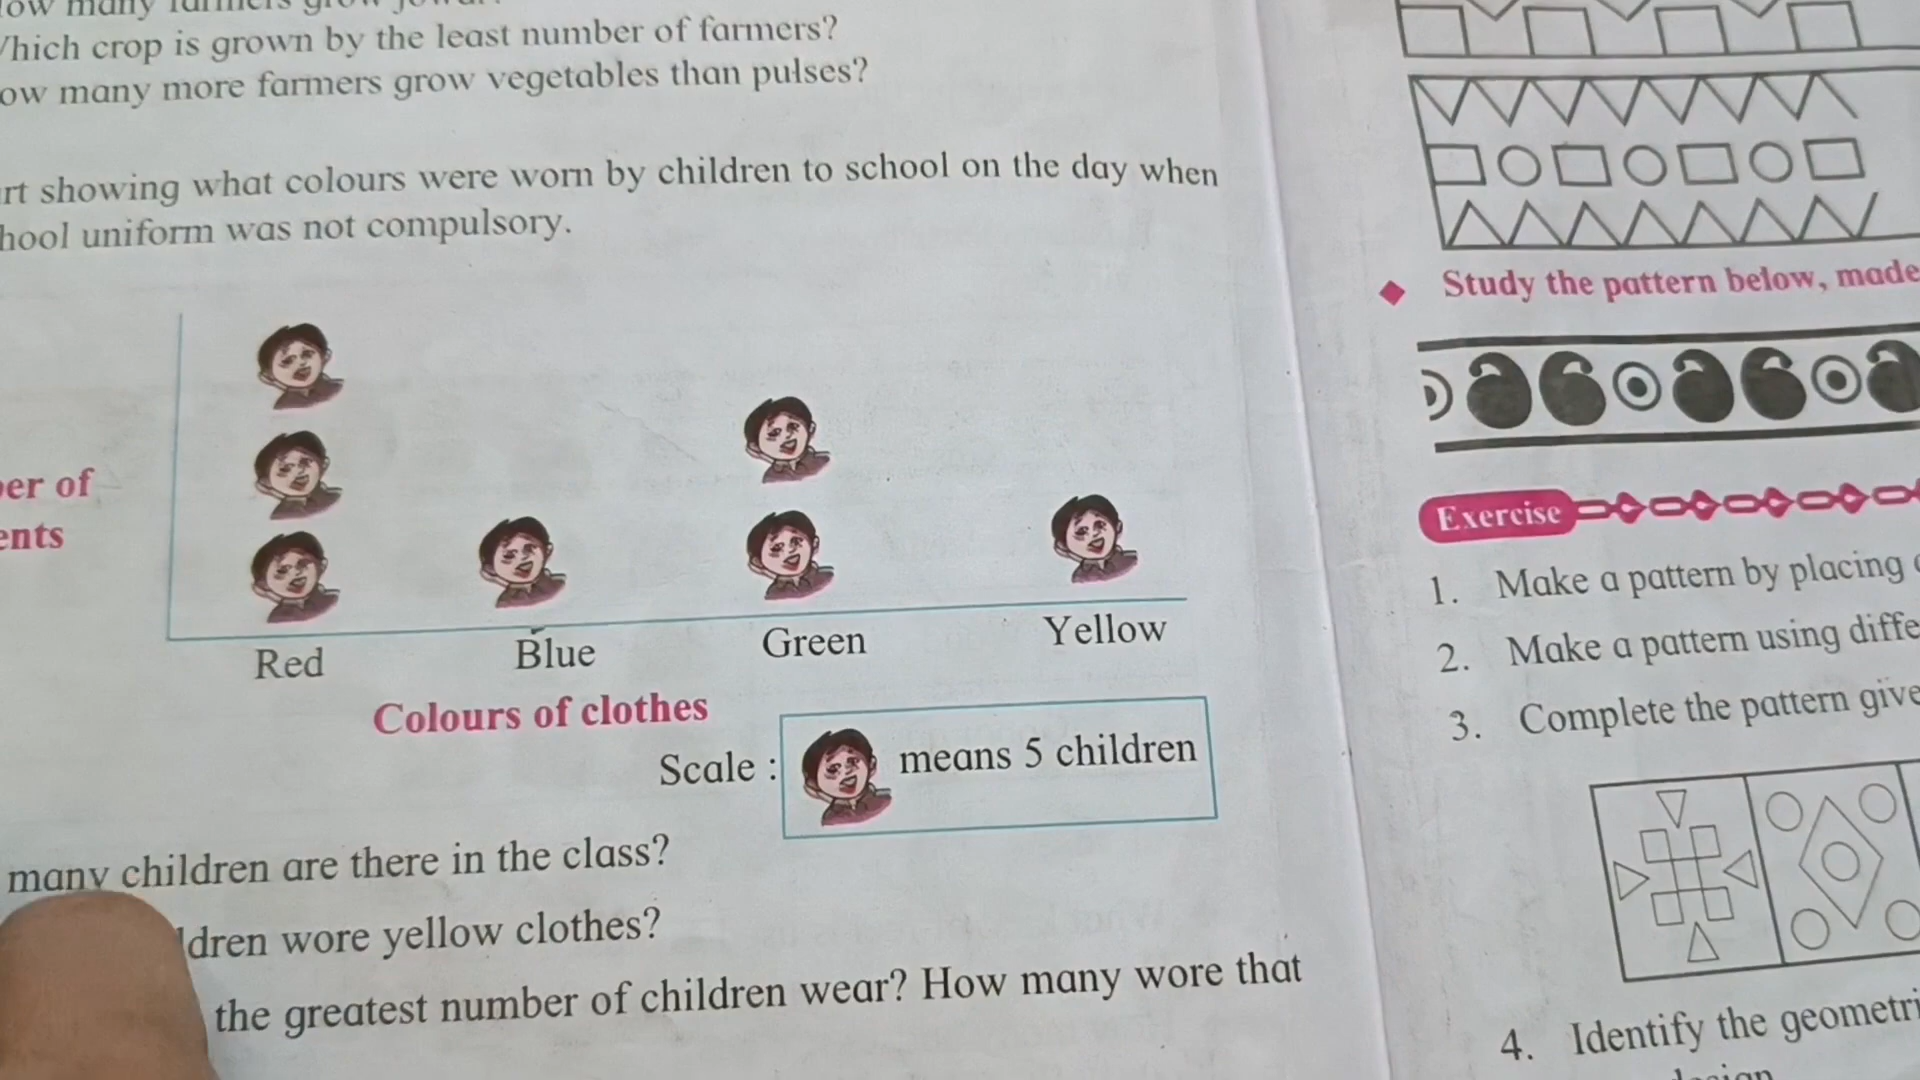 many farmers grow
Which crop is grown by the least number of farmers?
ow many more farmers grow vegetables than pulses?
rt showing what colours were worn by children to school on the day when
hool uniform was not compulsory.
er of
ents
Red Blue Green Yellow
Colours of clothes
Scale : means 5 children
many children are there in the class?
ldren wore yellow clothes?
the greatest number of children wear? How many wore that
Study the pattern below, made
Exercise
1. Make a pattern by placing
2. Make a pattern using diffe
3. Complete the pattern give
4. Identify the geometri